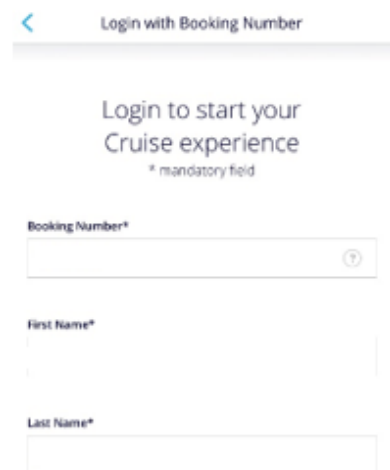 Login with Booking Number
Login to start your
Cruise experience
* mandatory field
Booking Number*
?
First Name*
Last Name*